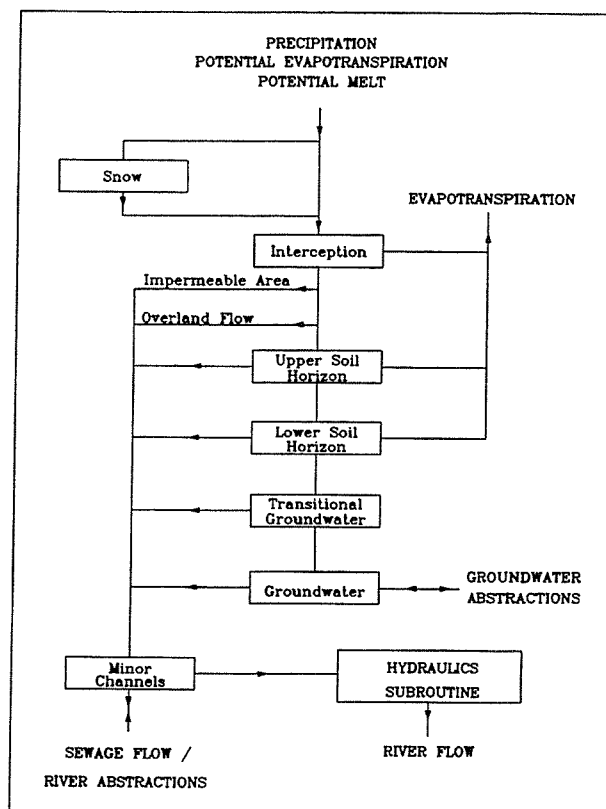 PRECIPITATION
POTENTIAL EVAPOTRANSPIRATION
POTENTIAL MELT
Snow
EVAPOTRANSPIRATION
Interception
Impermeable Area
Overland Flow
Upper Soil
Horizon
Lower Soil
Horizon
Transitional
Groundwater
Groundwater
GROUNDWATER
ABSTRACTIONS
Minor
Channels
HYDRAULICS
SUBROUTINE
SEWAGE FLOW /
RIVER ABSTRACTIONS
RIVER FLOW